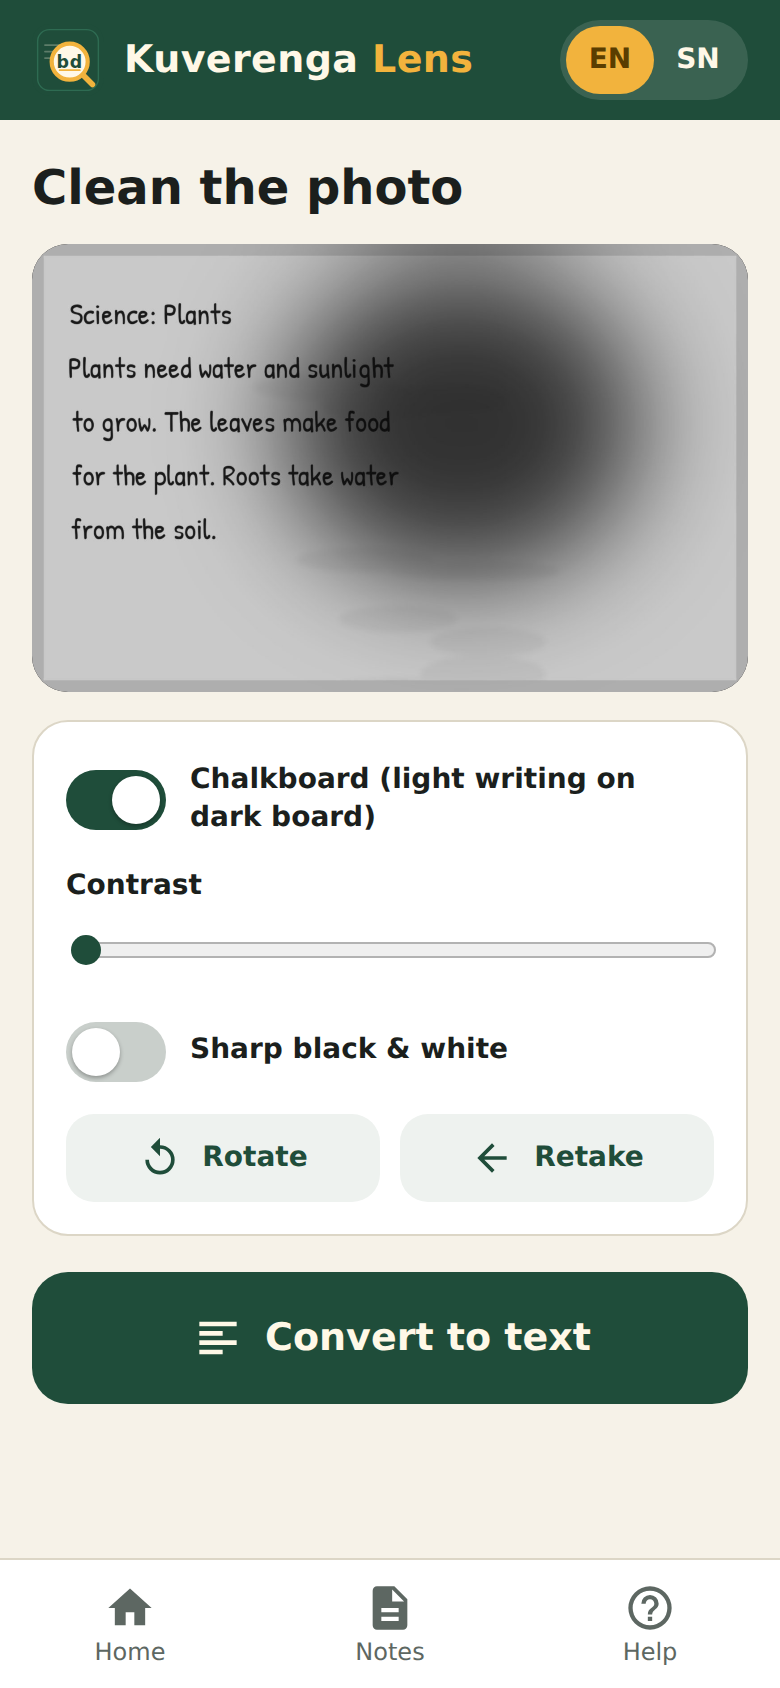 bd
Kuverenga Lens
EN SN
Clean the photo
Science: Plants
Plants need water and sunlight
to grow. The leaves make food
for the plant. Roots take water
from the soil.
Chalkboard (light writing on
dark board)
Contrast
Sharp black & white
Rotate
Retake
Convert to text
Home
Notes
Help